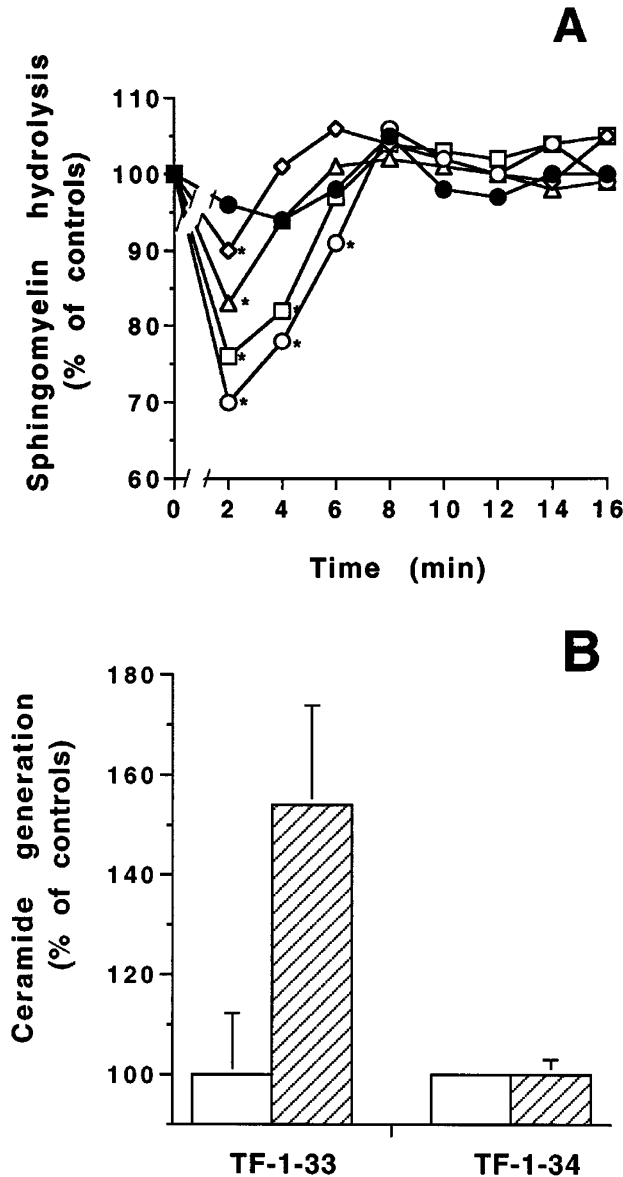 A
Sphingomyelin hydrolysis
(% of controls)
110
100
90
80
70
60
0
2
4
6
8
10
12
14
16
Time (min)
B
Ceramide generation
(% of controls)
180
160
140
120
100
TF-1-33
TF-1-34